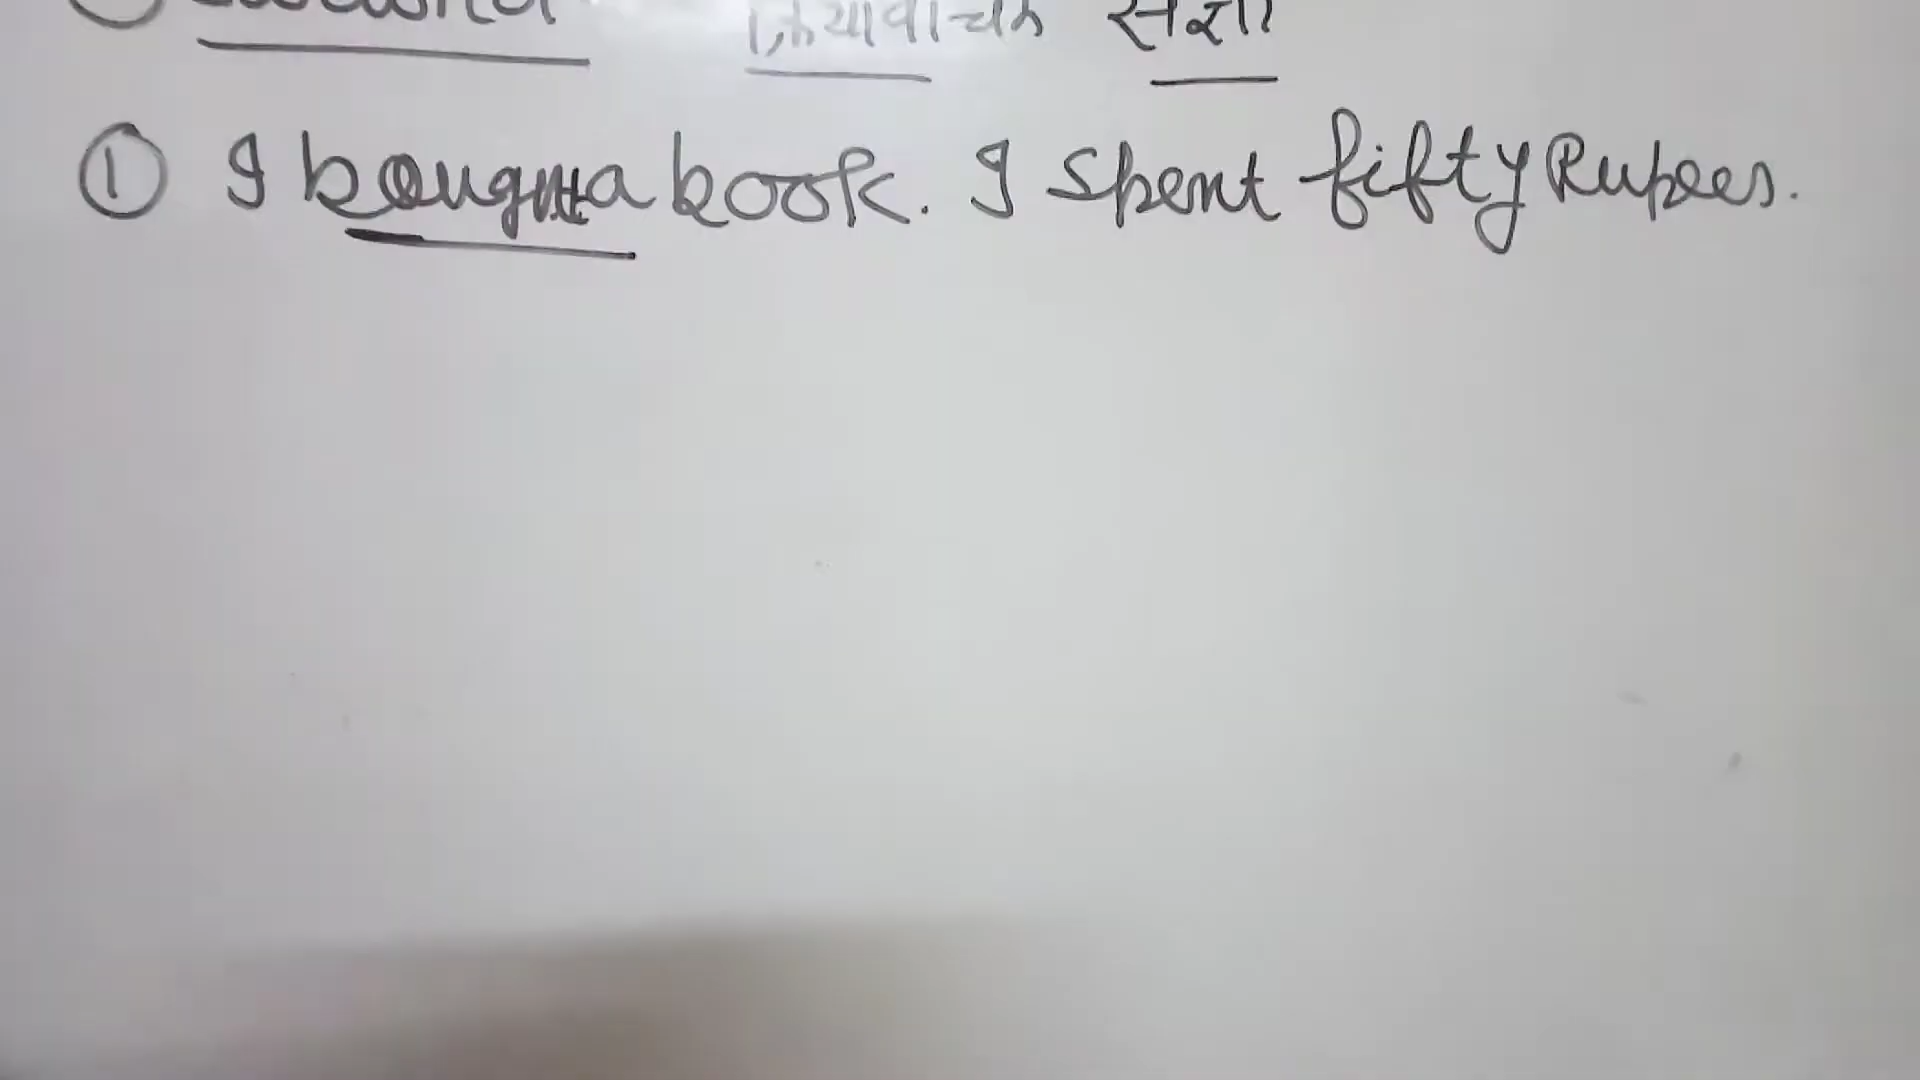 क्रियावाचक संज्ञा
① I bought a book. I spent fifty Rupees.